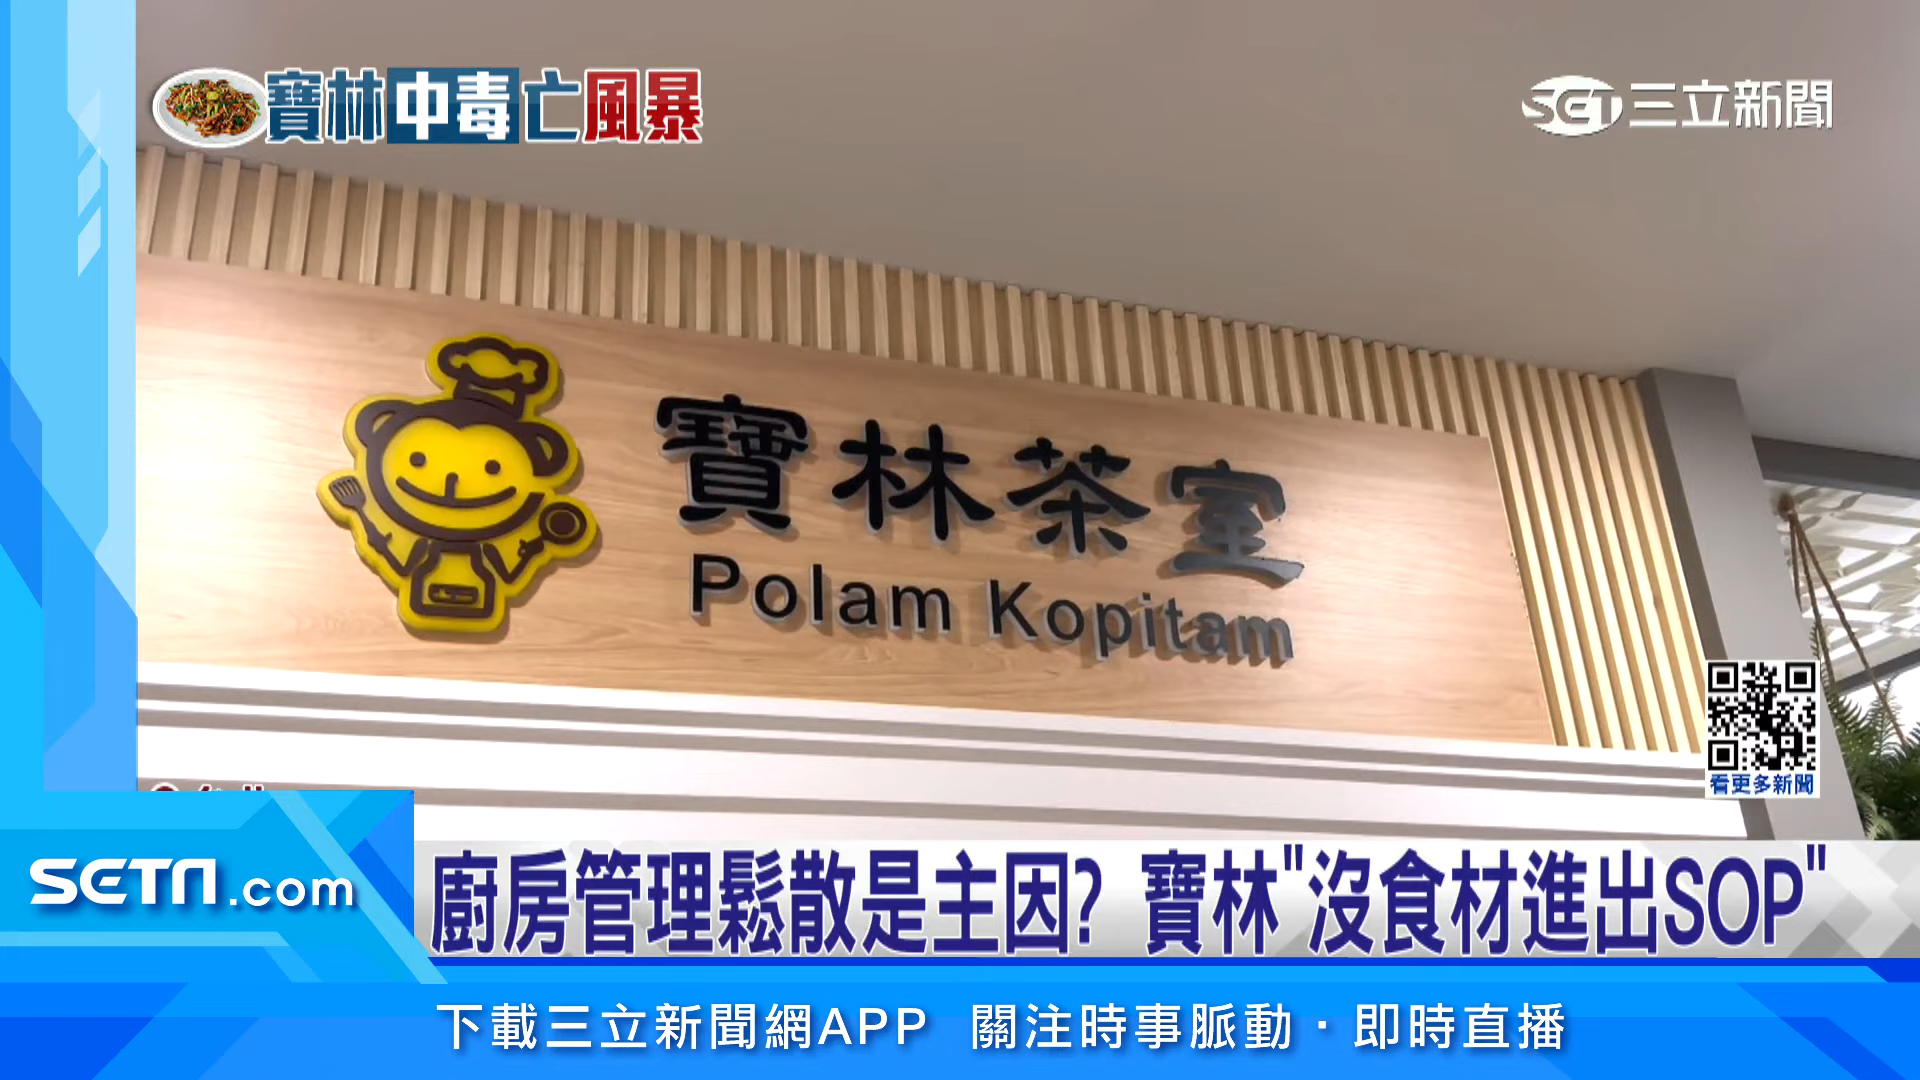 寶林中毒亡風暴
SET三立新聞
寶林茶室
Polam Kopitam
看更多新聞
SETN.com
廚房管理鬆散是主因? 寶林"沒食材進出SOP"
下載三立新聞網APP 關注時事脈動·即時直播